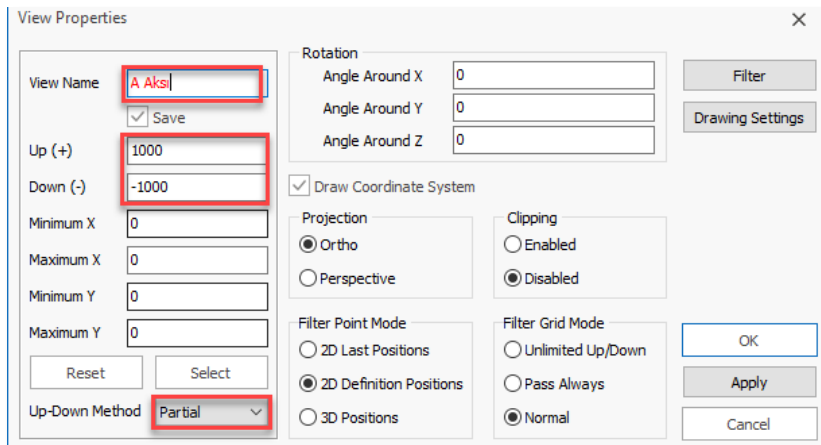 View Properties
View Name A Aksı
Save
Up (+) 1000
Down (-) -1000
Minimum X 0
Maximum X 0
Minimum Y 0
Maximum Y 0
Reset Select
Up-Down Method Partial
Rotation
Angle Around X 0
Angle Around Y 0
Angle Around Z 0
Draw Coordinate System
Projection
Ortho
Perspective
Clipping
Enabled
Disabled
Filter Point Mode
2D Last Positions
2D Definition Positions
3D Positions
Filter Grid Mode
Unlimited Up/Down
Pass Always
Normal
Filter
Drawing Settings
OK
Apply
Cancel